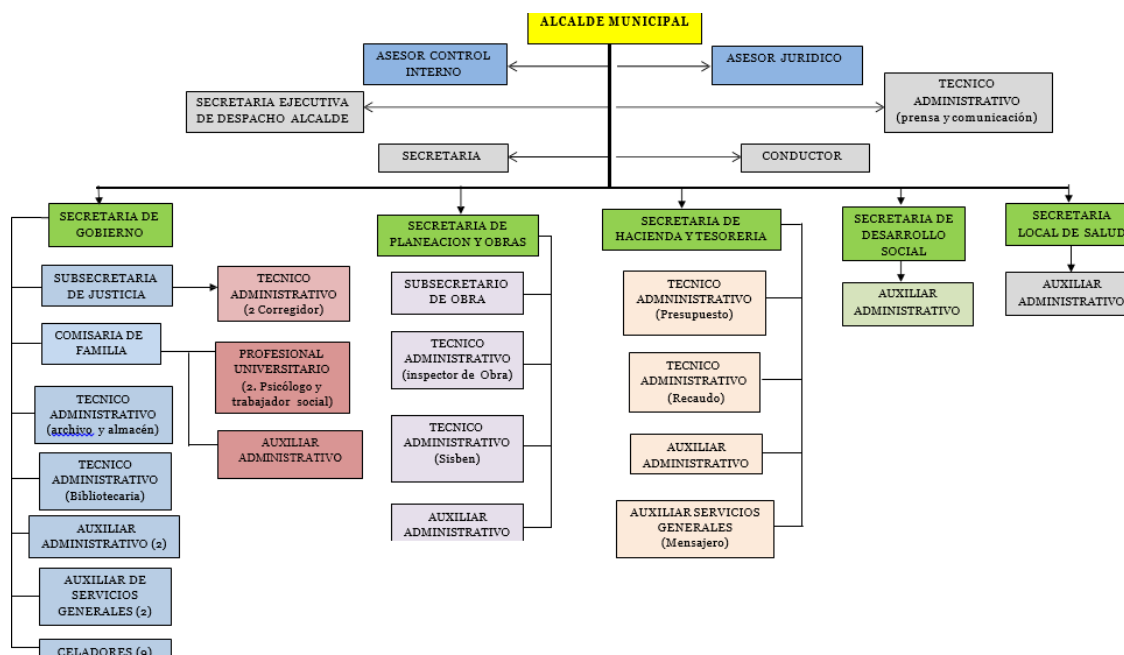 ALCALDE MUNICIPAL
ASESOR CONTROL
INTERNO
ASESOR JURIDICO
SECRETARIA EJECUTIVA
DE DESPACHO ALCALDE
TECNICO
ADMINISTRATIVO
(prensa y comunicación)
SECRETARIA
CONDUCTOR
SECRETARIA DE
GOBIERNO
SUBSECRETARIA
DE JUSTICIA
TECNICO
ADMINISTRATIVO
(2 Corregidor)
COMISARIA DE
FAMILIA
PROFESIONAL
UNIVERSITARIO
(2. Psicólogo y
trabajador social)
AUXILIAR
ADMINISTRATIVO
TECNICO
ADMINISTRATIVO
(archivo y almacén)
TECNICO
ADMINISTRATIVO
(Bibliotecaria)
AUXILIAR
ADMINISTRATIVO (2)
AUXILIAR DE
SERVICIOS
GENERALES (2)
CELADORES (9)
SECRETARIA DE
PLANEACION Y OBRAS
SUBSECRETARIO
DE OBRA
TECNICO
ADMINISTRATIVO
(inspector de Obra)
TECNICO
ADMINISTRATIVO
(Sisben)
AUXILIAR
ADMINISTRATIVO
SECRETARIA DE
HACIENDA Y TESORERIA
TECNICO
ADMNINISTRATIVO
(Presupuesto)
TECNICO
ADMINISTRATIVO
(Recaudo)
AUXILIAR
ADMINISTRATIVO
AUXILIAR SERVICIOS
GENERALES
(Mensajero)
SECRETARIA DE
DESARROLLO
SOCIAL
AUXILIAR
ADMINISTRATIVO
SECRETARIA
LOCAL DE SALUD
AUXILIAR
ADMINISTRATIVO